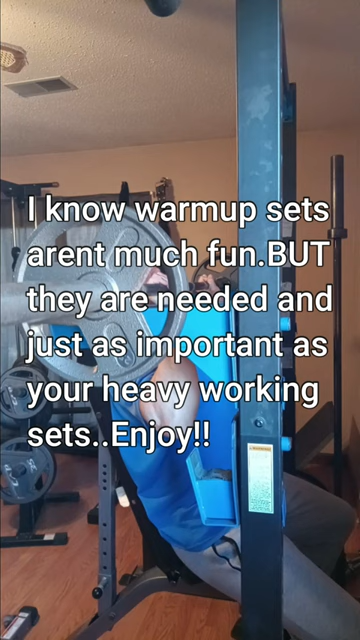 I know warmup sets
arent much fun.BUT
they are needed and
just as important as
your heavy working
sets..Enjoy!!